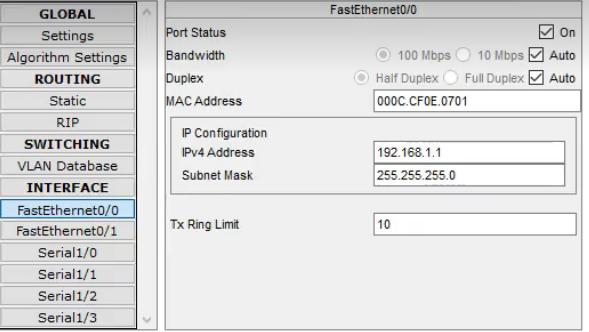 GLOBAL
Settings
Algorithm Settings
ROUTING
Static
RIP
SWITCHING
VLAN Database
INTERFACE
FastEthernet0/0
FastEthernet0/1
Serial1/0
Serial1/1
Serial1/2
Serial1/3
FastEthernet0/0
Port Status On
Bandwidth 100 Mbps 10 Mbps Auto
Duplex Half Duplex Full Duplex Auto
MAC Address 000C.CF0E.0701
IP Configuration
IPv4 Address 192.168.1.1
Subnet Mask 255.255.255.0
Tx Ring Limit 10